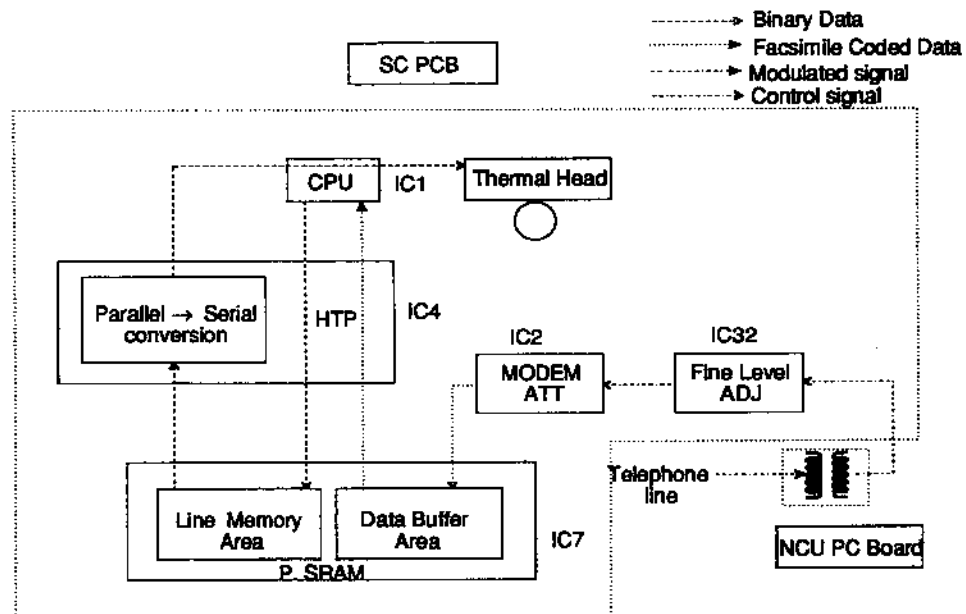 Binary Data
Facsimile Coded Data
Modulated signal
Control signal
SC PCB
CPU
IC1
Thermal Head
Parallel → Serial
conversion
HTP
IC4
IC2
MODEM
ATT
IC32
Fine Level
ADJ
Telephone
line
Line Memory
Area
Data Buffer
Area
IC7
P_SRAM
NCU PC Board